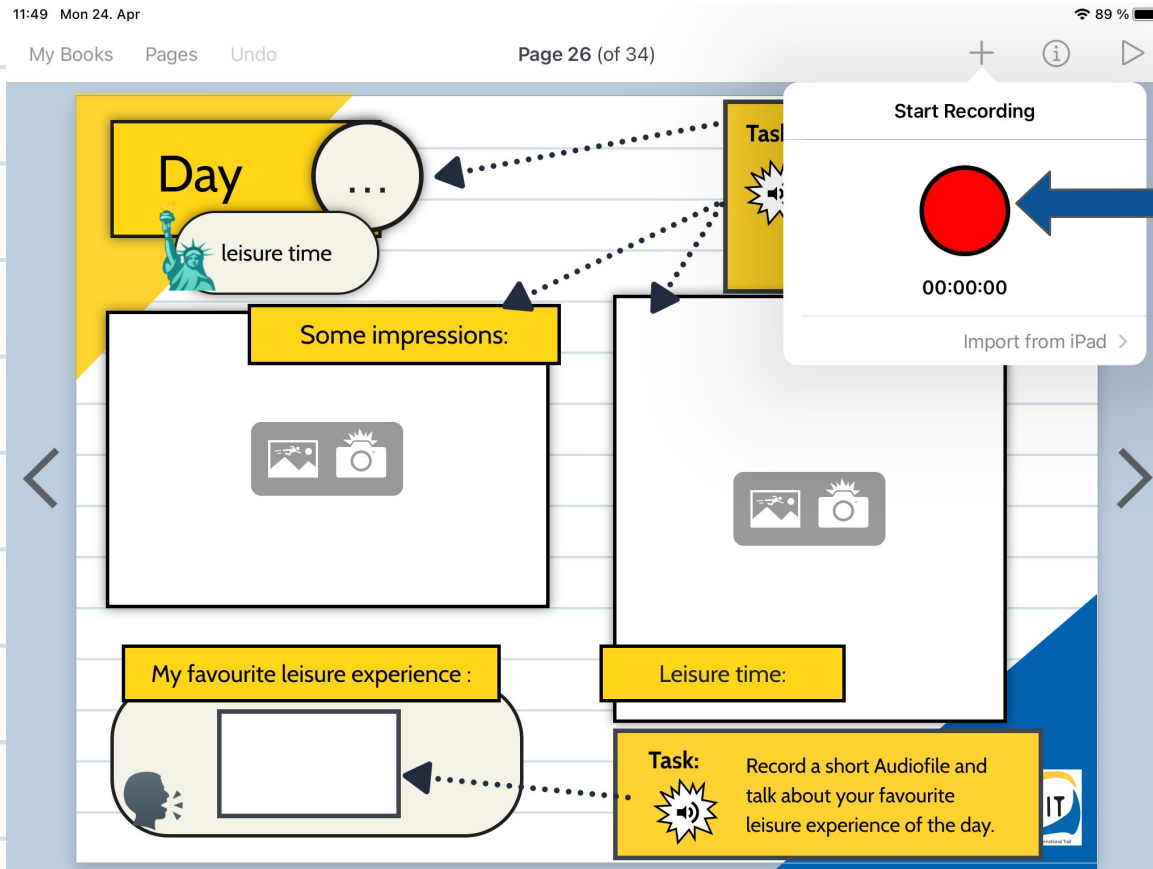 11:49 Mon 24. Apr
89 %
My Books Pages Undo
Page 26 (of 34)
Start Recording
00:00:00
Import from iPad
Day
...
leisure time
Some impressions:
My favourite leisure experience :
Leisure time:
Task:
Record a short Audiofile and
talk about your favourite
leisure experience of the day.
IT